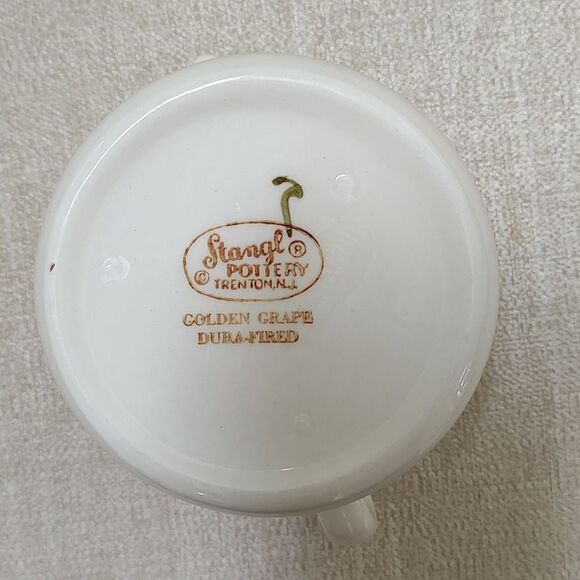 Stangl ®
© POTTERY
TRENTON, N.J.
GOLDEN GRAPE
DURA-FIRED